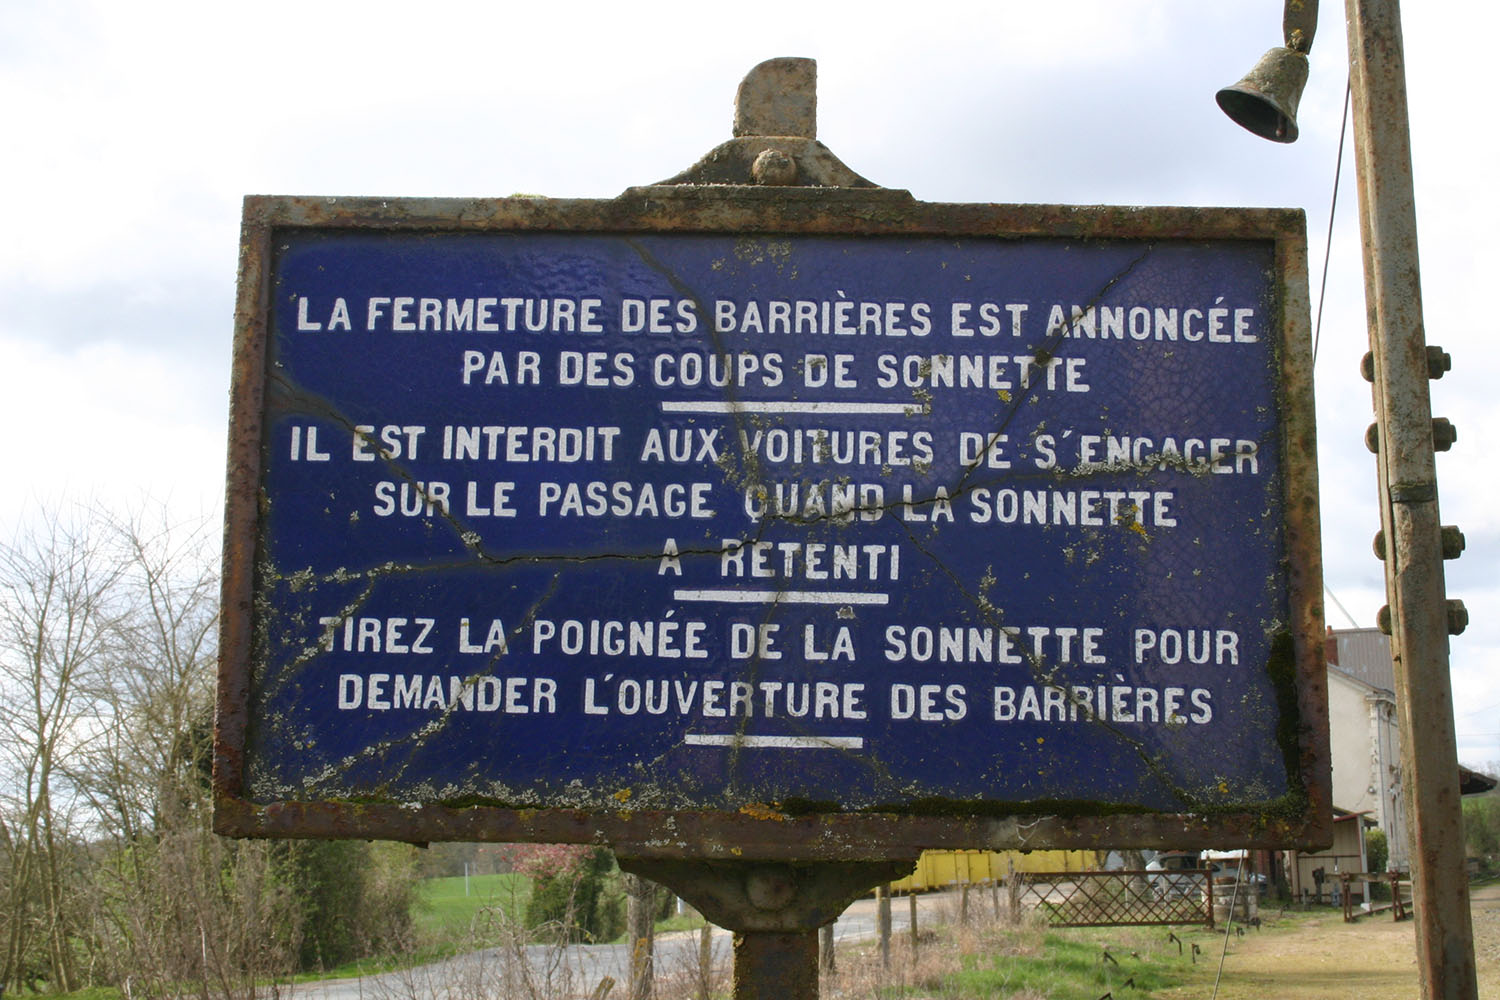 LA FERMETURE DES BARRIÈRES EST ANNONCÉE
PAR DES COUPS DE SONNETTE
IL EST INTERDIT AUX VOITURES DE S'ENGAGER
SUR LE PASSAGE QUAND LA SONNETTE
A RETENTI
TIREZ LA POIGNÉE DE LA SONNETTE POUR
DEMANDER L'OUVERTURE DES BARRIÈRES